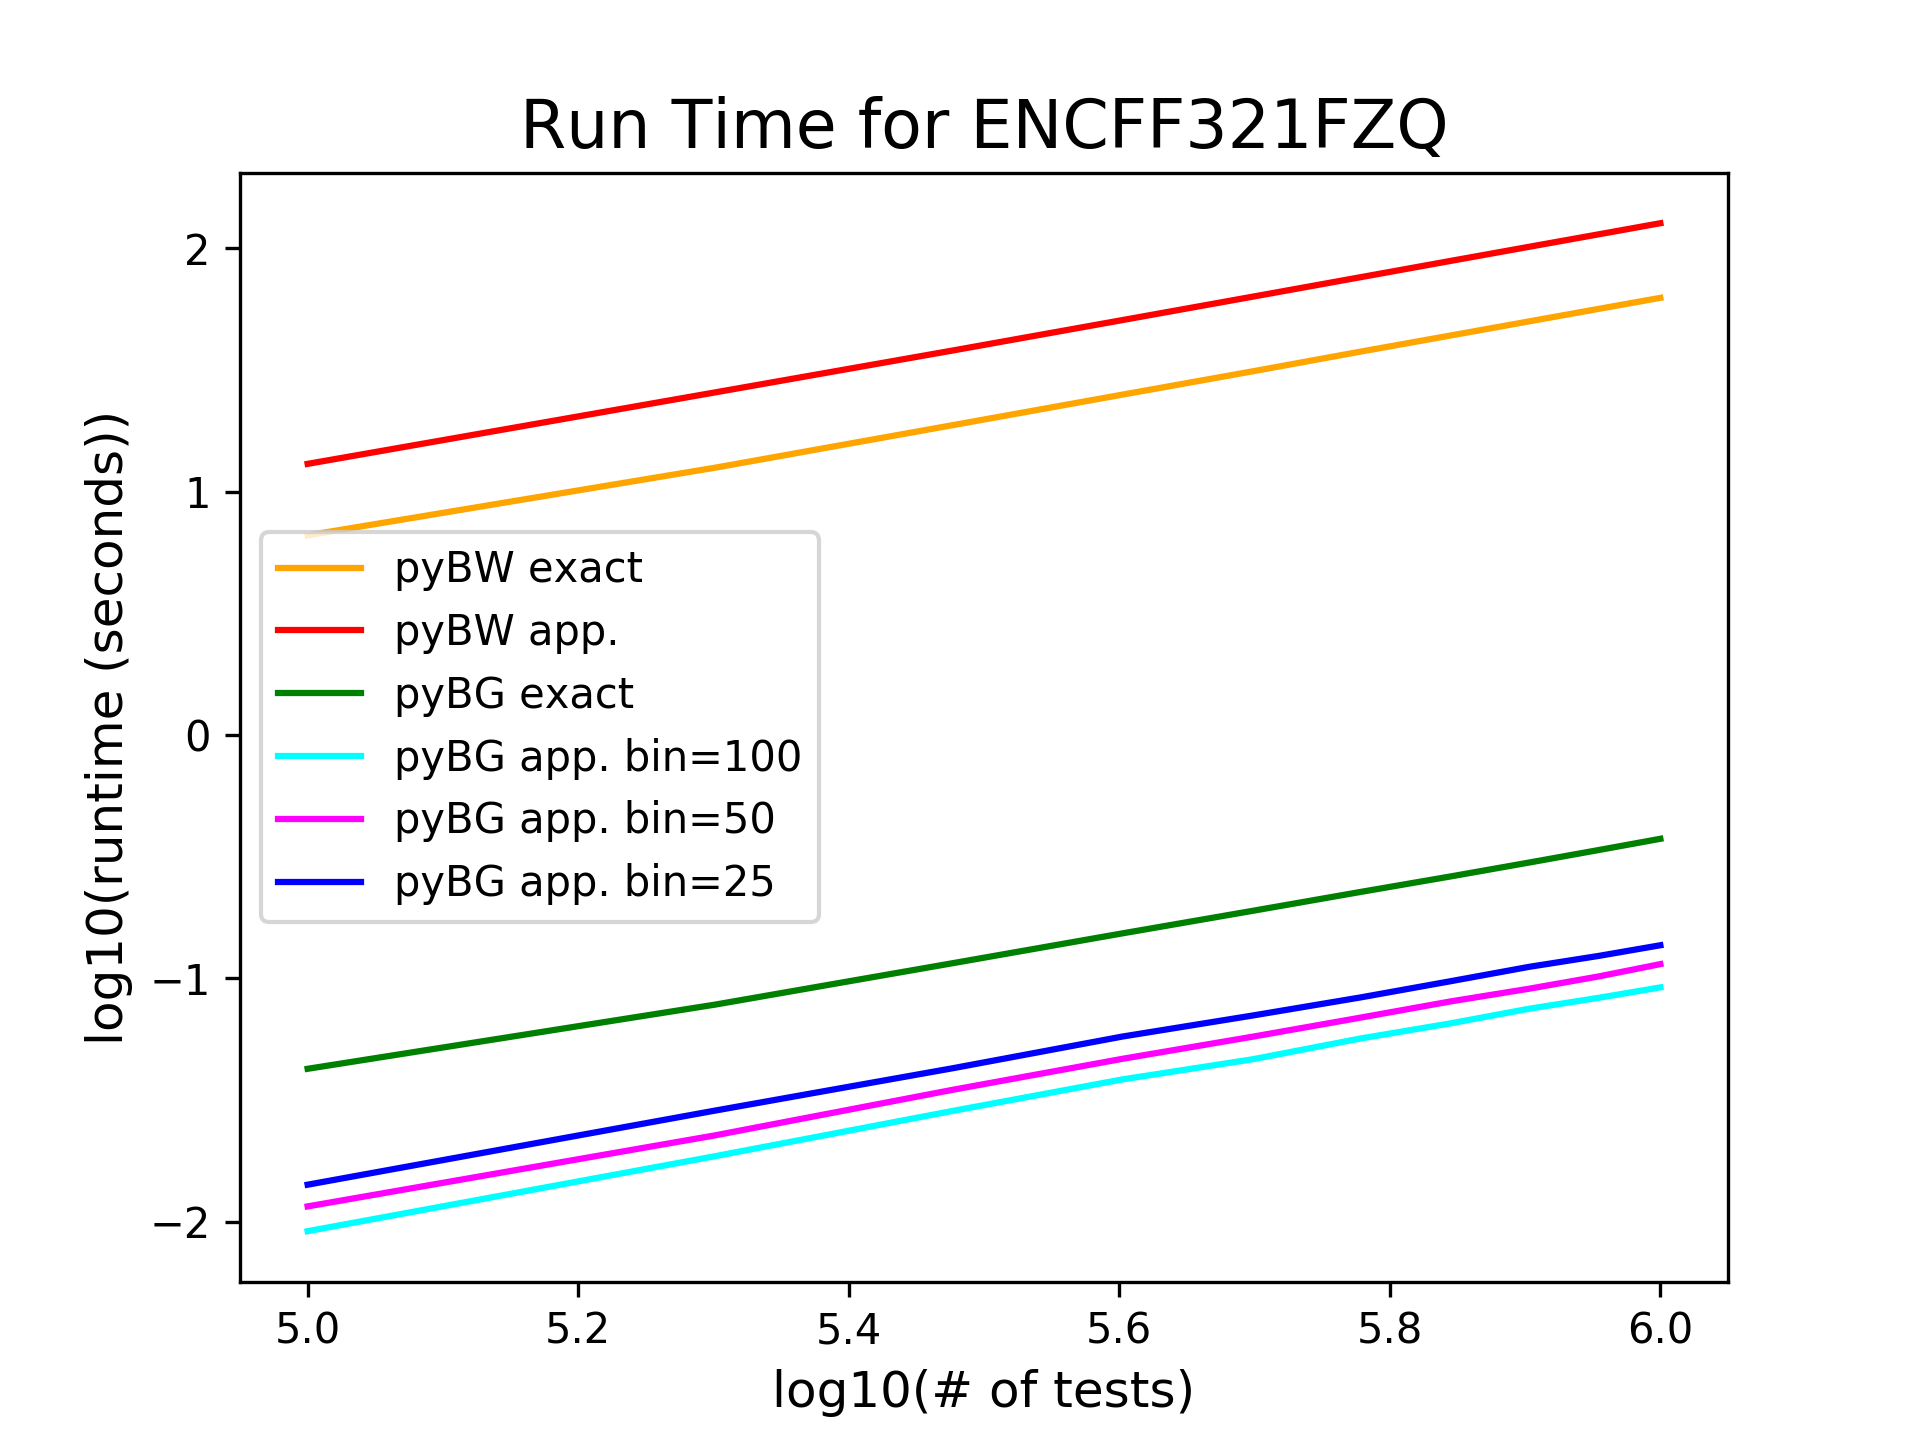 Run Time for ENCFF321FZQ
log10(runtime (seconds))
2
1
0
−1
−2
pyBW exact
pyBW app.
pyBG exact
pyBG app. bin=100
pyBG app. bin=50
pyBG app. bin=25
5.0 5.2 5.4 5.6 5.8 6.0
log10(# of tests)